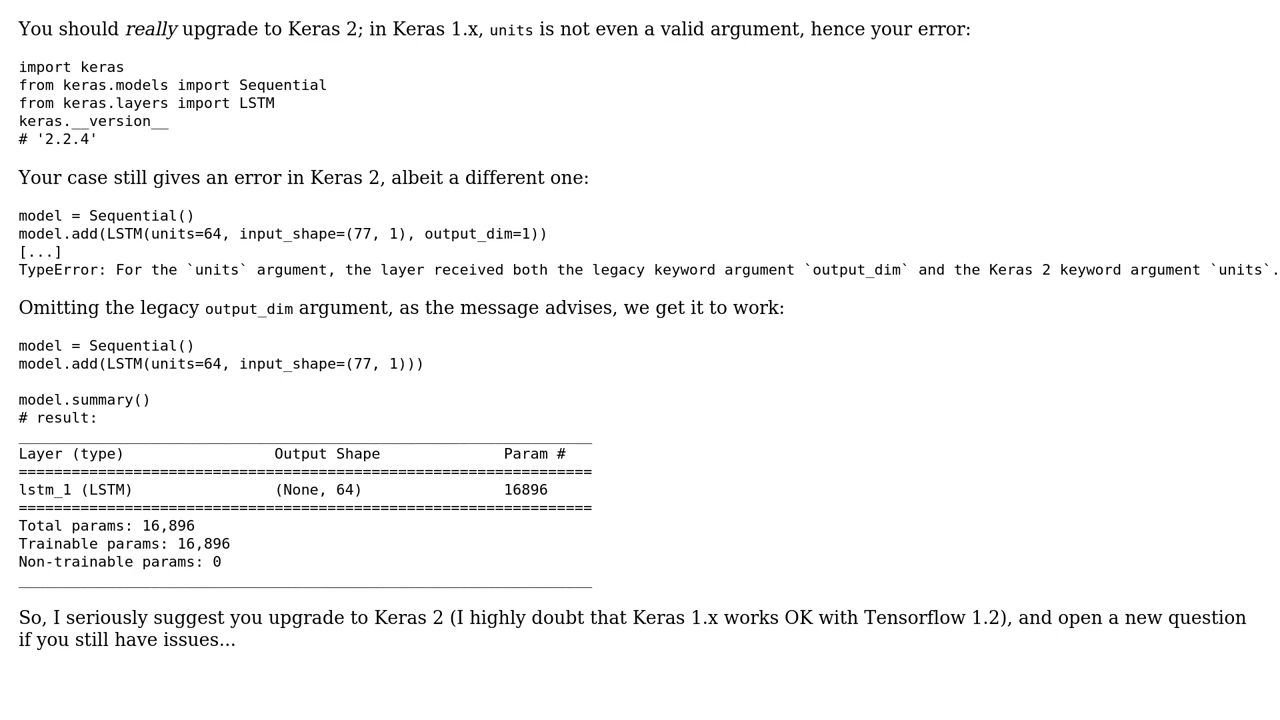 You should really upgrade to Keras 2; in Keras 1.x, units is not even a valid argument, hence your error:
import keras
from keras.models import Sequential
from keras.layers import LSTM
keras.__version__
# '2.2.4'
Your case still gives an error in Keras 2, albeit a different one:
model = Sequential()
model.add(LSTM(units=64, input_shape=(77, 1), output_dim=1))
[...]
TypeError: For the `units` argument, the layer received both the legacy keyword argument `output_dim` and the Keras 2 keyword argument `units`.
Omitting the legacy output_dim argument, as the message advises, we get it to work:
model = Sequential()
model.add(LSTM(units=64, input_shape=(77, 1)))
model.summary()
# result:
_________________________________________________________________
Layer (type)                 Output Shape              Param #
=================================================================
lstm_1 (LSTM)                (None, 64)                16896
=================================================================
Total params: 16,896
Trainable params: 16,896
Non-trainable params: 0
_________________________________________________________________
So, I seriously suggest you upgrade to Keras 2 (I highly doubt that Keras 1.x works OK with Tensorflow 1.2), and open a new question
if you still have issues...